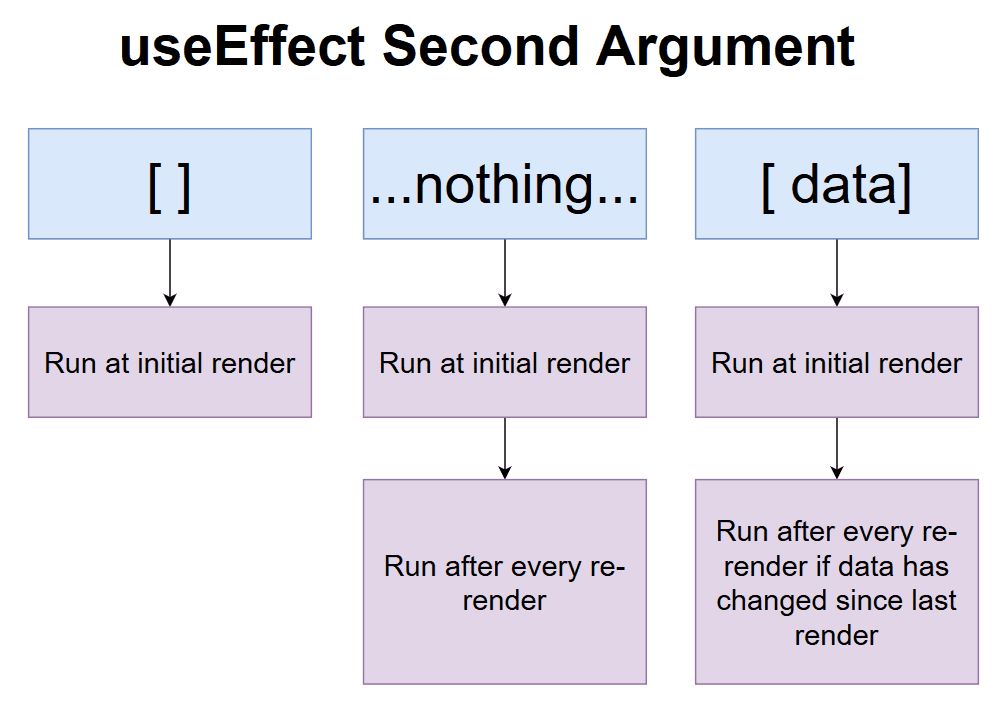 useEffect Second Argument
[ ]
...nothing...
[ data]
Run at initial render
Run at initial render
Run at initial render
Run after every re-
render
Run after every re-
render if data has
changed since last
render